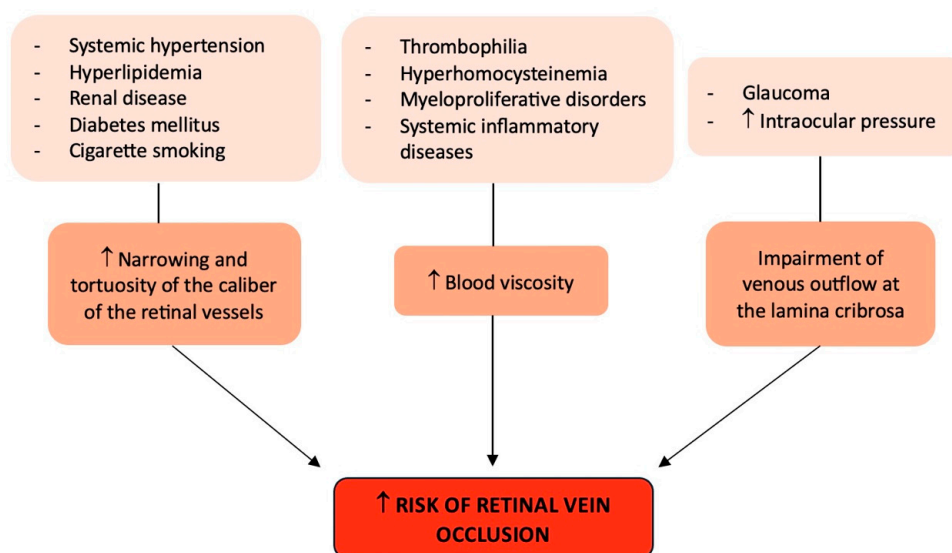 - Systemic hypertension
- Hyperlipidemia
- Renal disease
- Diabetes mellitus
- Cigarette smoking
- Thrombophilia
- Hyperhomocysteinemia
- Myeloproliferative disorders
- Systemic inflammatory
diseases
- Glaucoma
- ↑ Intraocular pressure
↑ Narrowing and
tortuosity of the caliber
of the retinal vessels
↑ Blood viscosity
Impairment of
venous outflow at
the lamina cribrosa
↑ RISK OF RETINAL VEIN
OCCLUSION